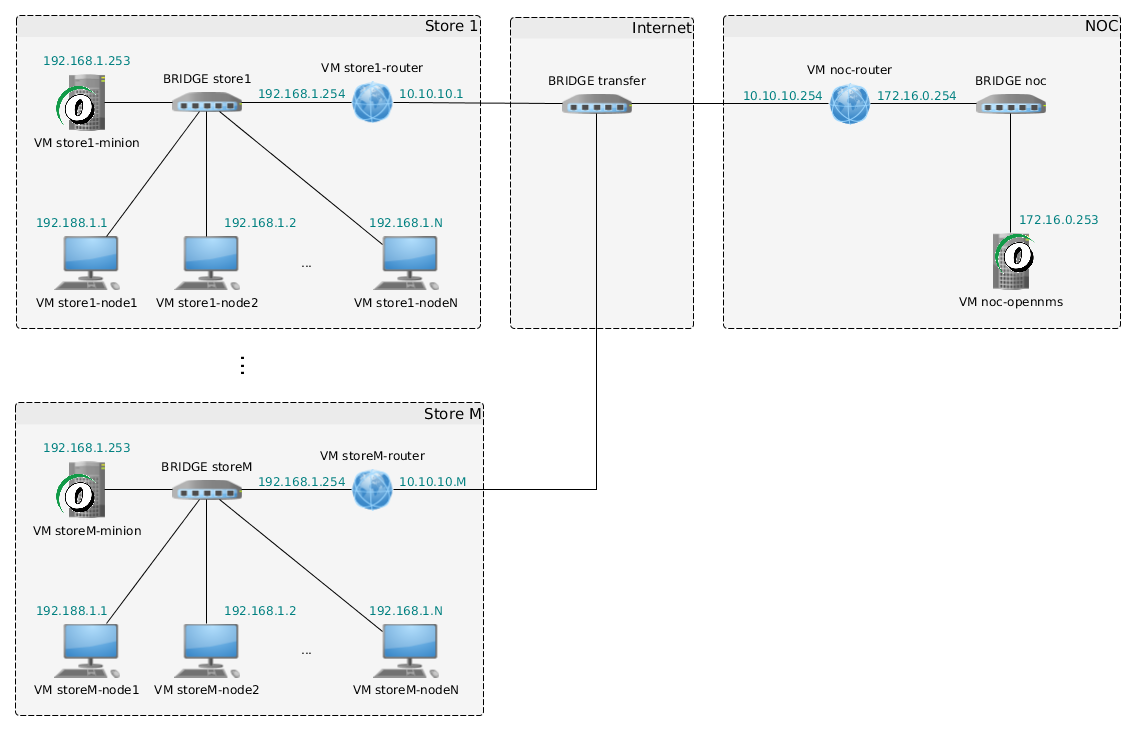 Store 1
192.168.1.253
VM store1-minion
BRIDGE store1
192.168.1.254
VM store1-router
10.10.10.1
192.188.1.1
192.168.1.2
192.168.1.N
...
VM store1-node1
VM store1-node2
VM store1-nodeN
Internet
BRIDGE transfer
NOC
VM noc-router
10.10.10.254
172.16.0.254
BRIDGE noc
172.16.0.253
VM noc-opennms
Store M
192.168.1.253
VM storeM-minion
BRIDGE storeM
192.168.1.254
VM storeM-router
10.10.10.M
192.188.1.1
192.168.1.2
192.168.1.N
...
VM storeM-node1
VM storeM-node2
VM storeM-nodeN